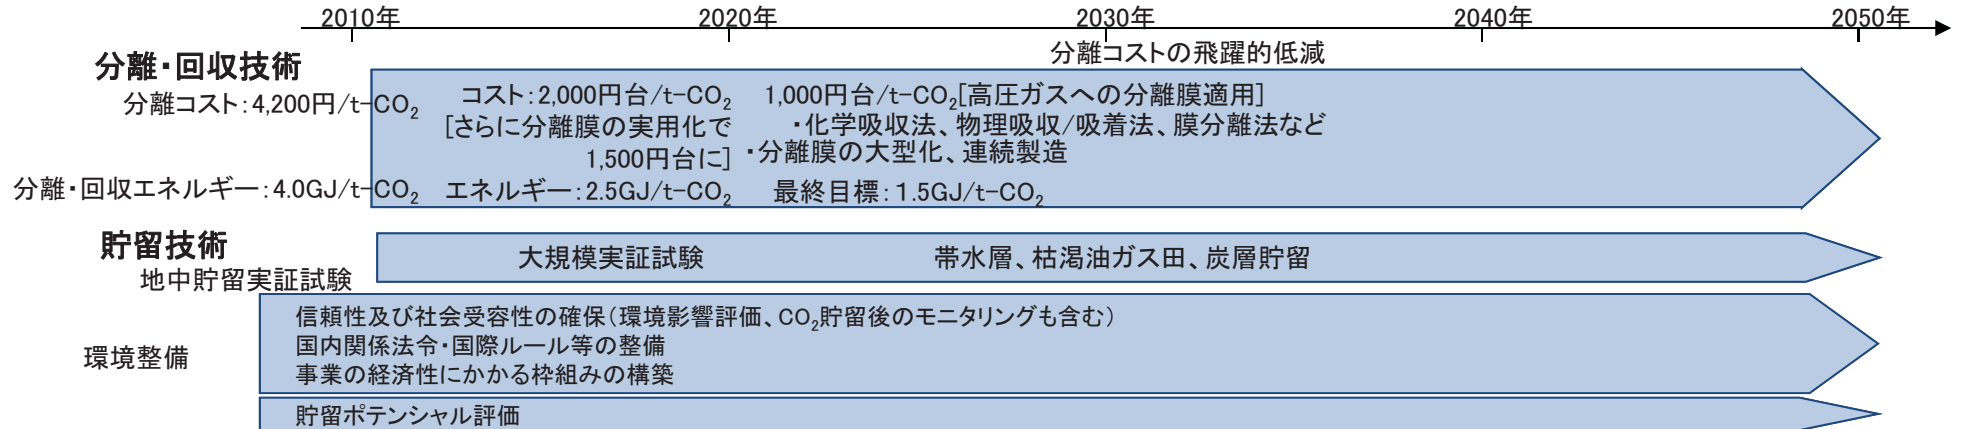 2010年 2020年 2030年 2040年 2050年
分離コストの飛躍的低減
分離・回収技術
分離コスト：4,200円/t-CO2 コスト：2,000円台/t-CO2 1,000円台/t-CO2[高圧ガスへの分離膜適用]
[さらに分離膜の実用化で ・化学吸収法、物理吸収/吸着法、膜分離法など
1,500円台に] ・分離膜の大型化、連続製造
分離・回収エネルギー：4.0GJ/t-CO2 エネルギー：2.5GJ/t-CO2 最終目標：1.5GJ/t-CO2
貯留技術
大規模実証試験 帯水層、枯渇油ガス田、炭層貯留
地中貯留実証試験
信頼性及び社会受容性の確保（環境影響評価、CO2貯留後のモニタリングも含む）
国内関係法令・国際ルール等の整備
環境整備
事業の経済性にかかる枠組みの構築
貯留ポテンシャル評価